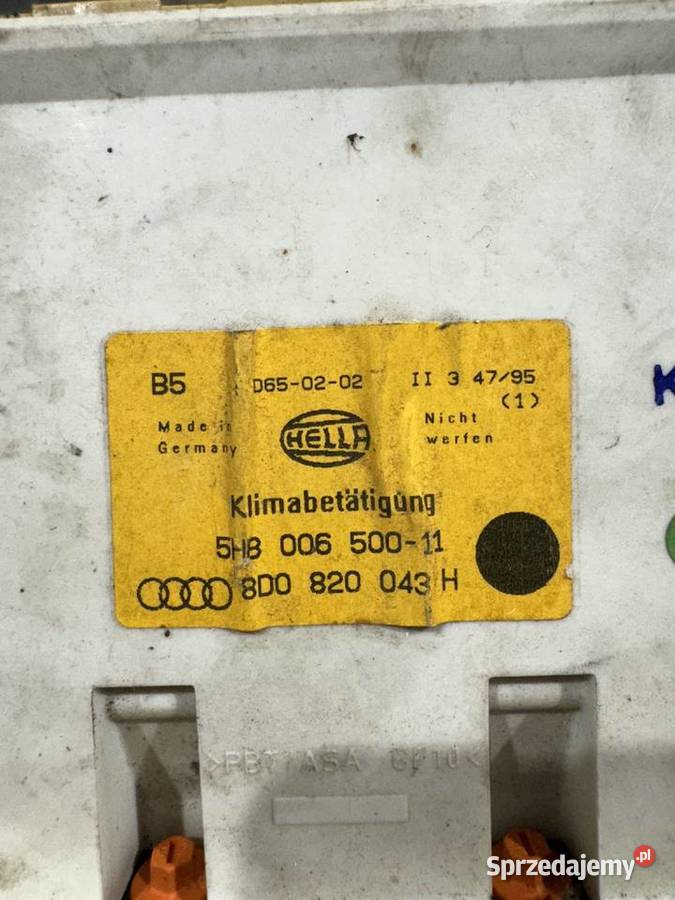 B5 D65-02-02 II 3 47/95
(1)
Made in
Germany
HELLA
Nicht
werfen
Klimabetätigung
5HB 006 500-11
8D0 820 043 H
K
>PBT+ASA GF10<
Sprzedajemy.pl